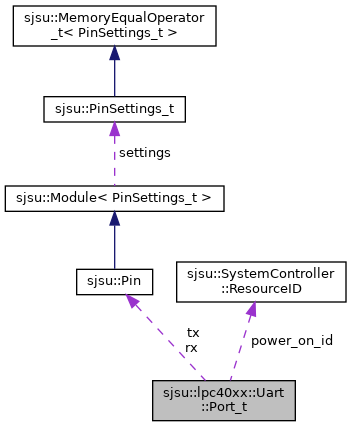 sjsu::MemoryEqualOperator
_t< PinSettings_t >
sjsu::PinSettings_t
settings
sjsu::Module< PinSettings_t >
sjsu::Pin
sjsu::SystemController
::ResourceID
tx
rx
power_on_id
sjsu::lpc40xx::Uart
::Port_t